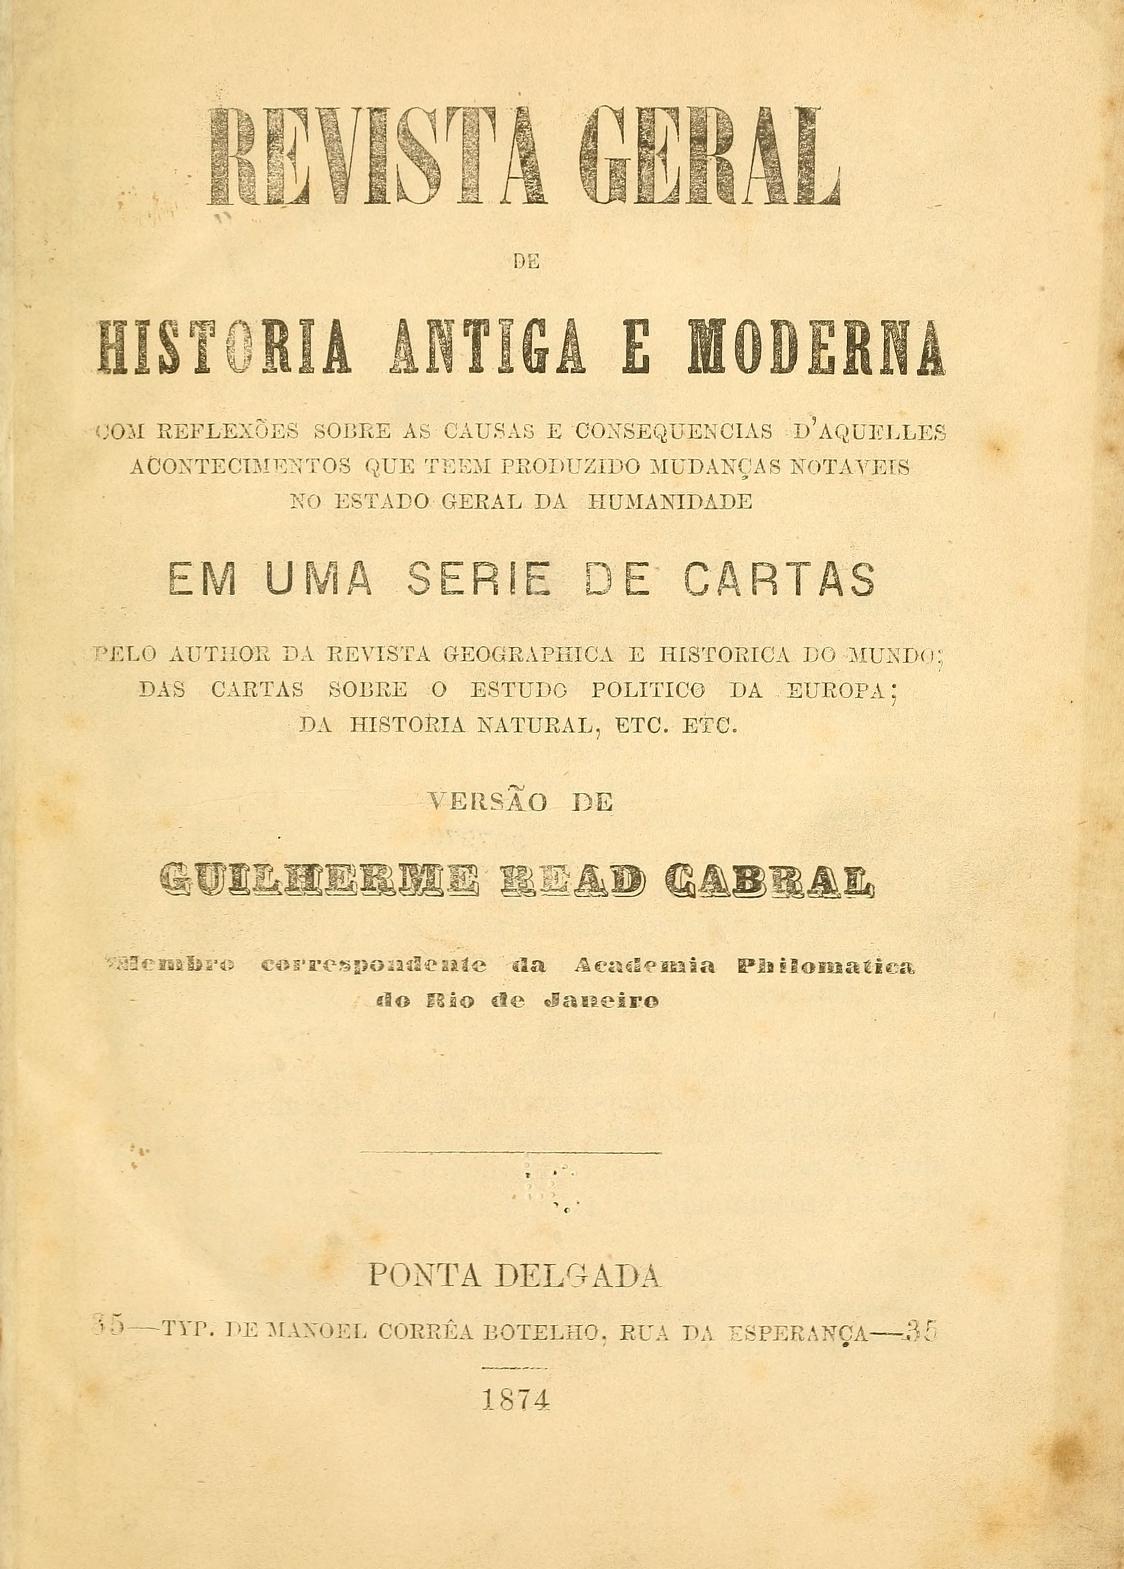 REVISTA GERAL
DE
HISTORIA ANTIGA E MODERNA
COM REFLEXÕES SOBRE AS CAUSAS E CONSEQUENCIAS D'AQUELLES
ACONTECIMENTOS QUE TEEM PRODUZIDO MUDANÇAS NOTAVEIS
NO ESTADO GERAL DA HUMANIDADE
EM UMA SERIE DE CARTAS
PELO AUTHOR DA REVISTA GEOGRAPHICA E HISTORICA DO MUNDO;
DAS CARTAS SOBRE O ESTUDO POLITICO DA EUROPA;
DA HISTORIA NATURAL, ETC. ETC.
VERSÃO DE
GUILHERME READ CABRAL
Membro correspondente da Academia Philomatica
do Rio de Janeiro
PONTA DELGADA
35—TYP. DE MANOEL CORRÊA BOTELHO, RUA DA ESPERANÇA—35
1874